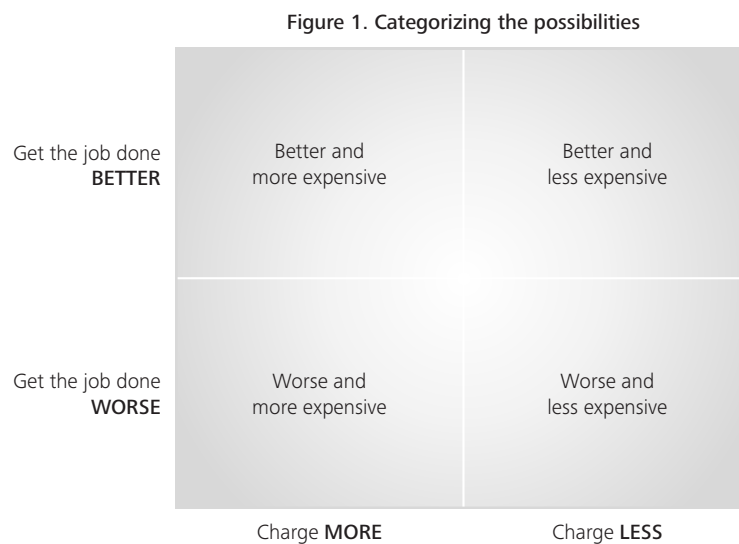 Figure 1. Categorizing the possibilities
Get the job done
BETTER
Better and
more expensive
Better and
less expensive
Get the job done
WORSE
Worse and
more expensive
Worse and
less expensive
Charge MORE
Charge LESS